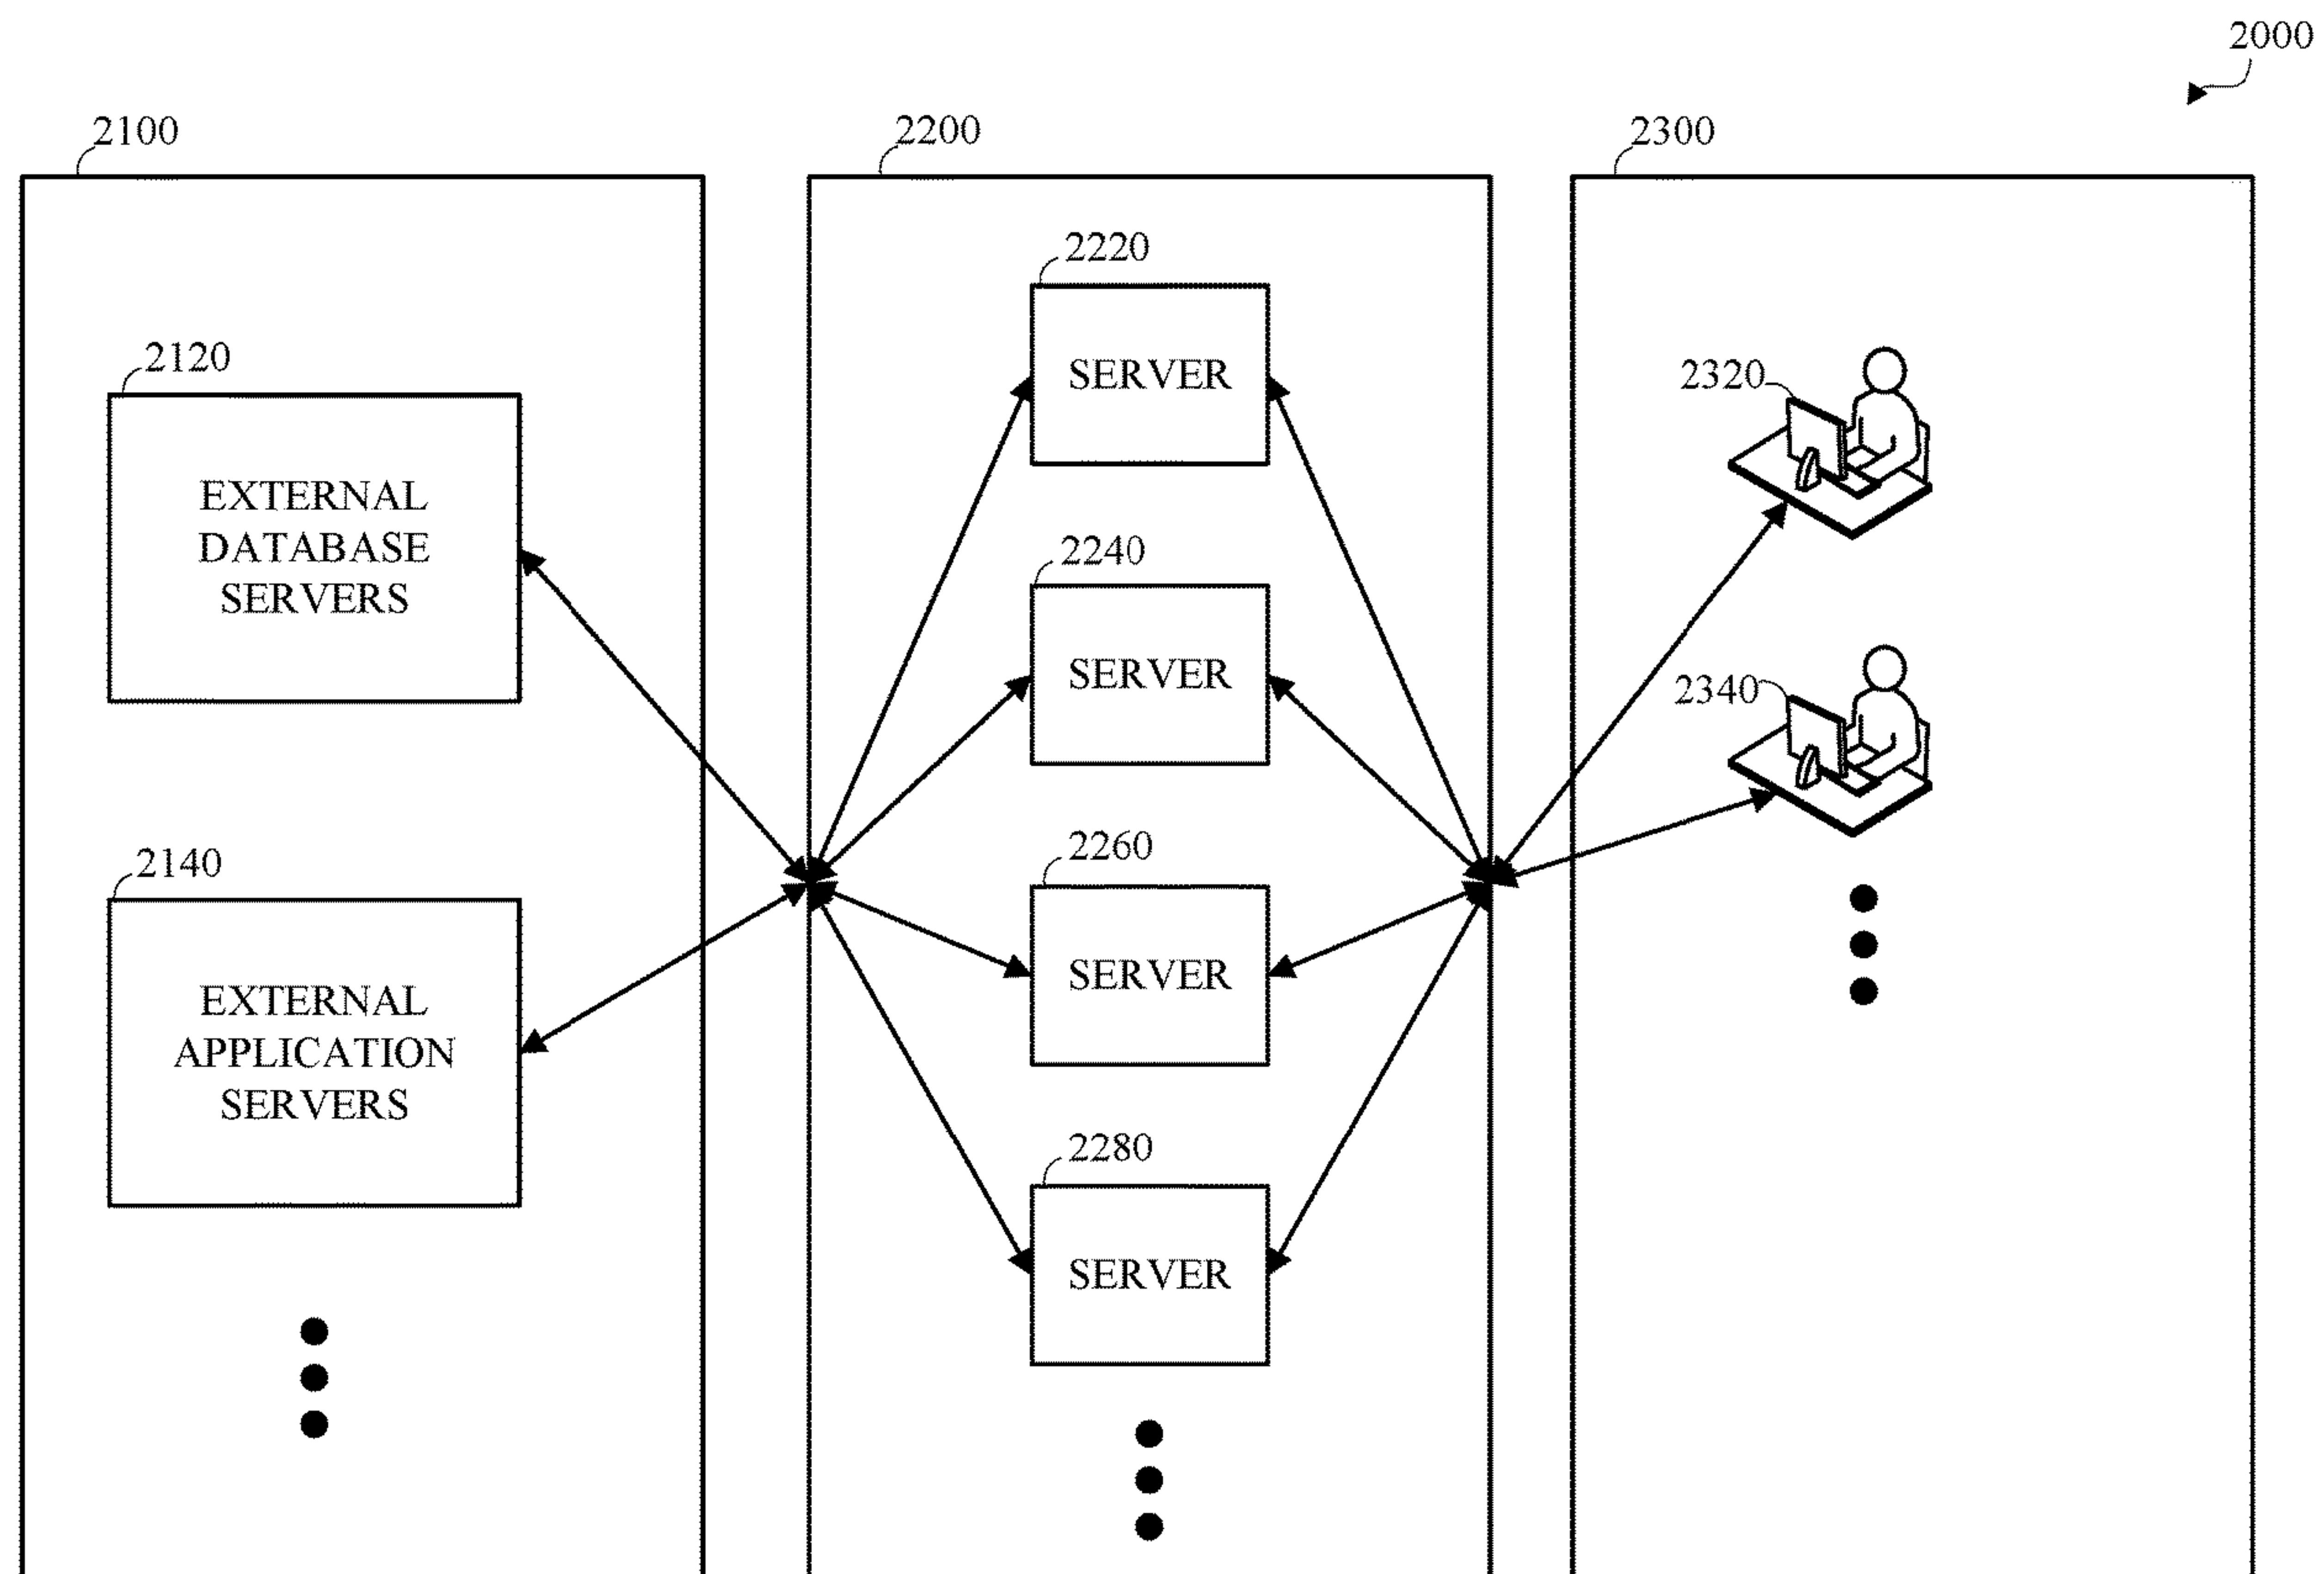 2000
2100
2200
2300
2120
EXTERNAL
DATABASE
SERVERS
2140
EXTERNAL
APPLICATION
SERVERS
2220
SERVER
2240
SERVER
2260
SERVER
2280
SERVER
2320
2340